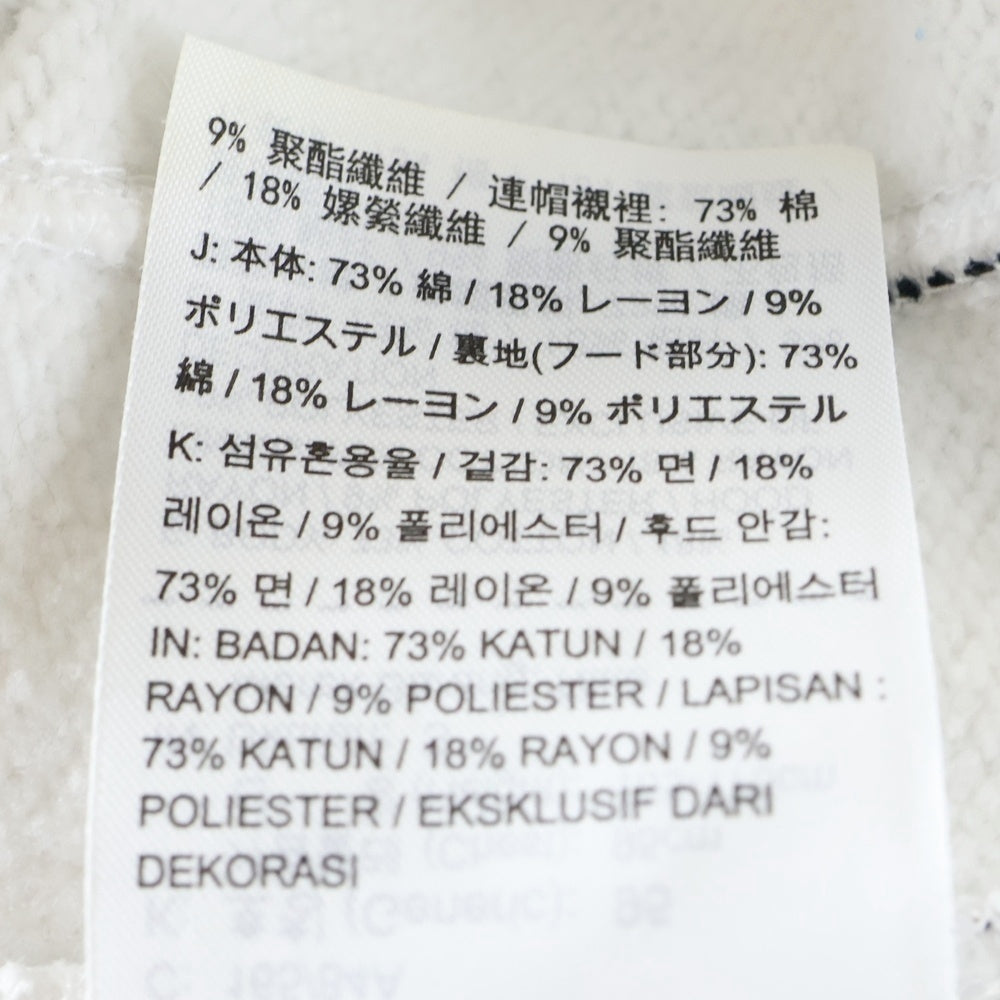 9% 聚酯纖維 / 連帽襯裡: 73% 棉
/ 18% 嫘縈纖維 / 9% 聚酯纖維
J: 本体: 73% 綿 / 18% レーヨン / 9%
ポリエステル / 裏地(フード部分): 73%
綿 / 18% レーヨン / 9% ポリエステル
K: 섬유혼용율 / 겉감: 73% 면 / 18%
레이온 / 9% 폴리에스터 / 후드 안감:
73% 면 / 18% 레이온 / 9% 폴리에스터
IN: BADAN: 73% KATUN / 18%
RAYON / 9% POLIESTER / LAPISAN :
73% KATUN / 18% RAYON / 9%
POLIESTER / EKSKLUSIF DARI
DEKORASI